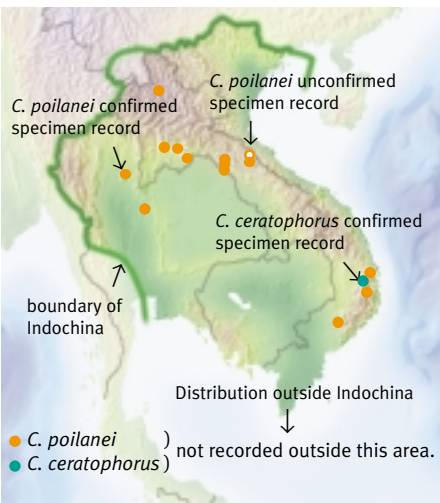 C. poilanei unconfirmed
specimen record
C. poilanei confirmed
specimen record
C. ceratophorus confirmed
specimen record
boundary of
Indochina
Distribution outside Indochina
C. poilanei )
C. ceratophorus ) not recorded outside this area.